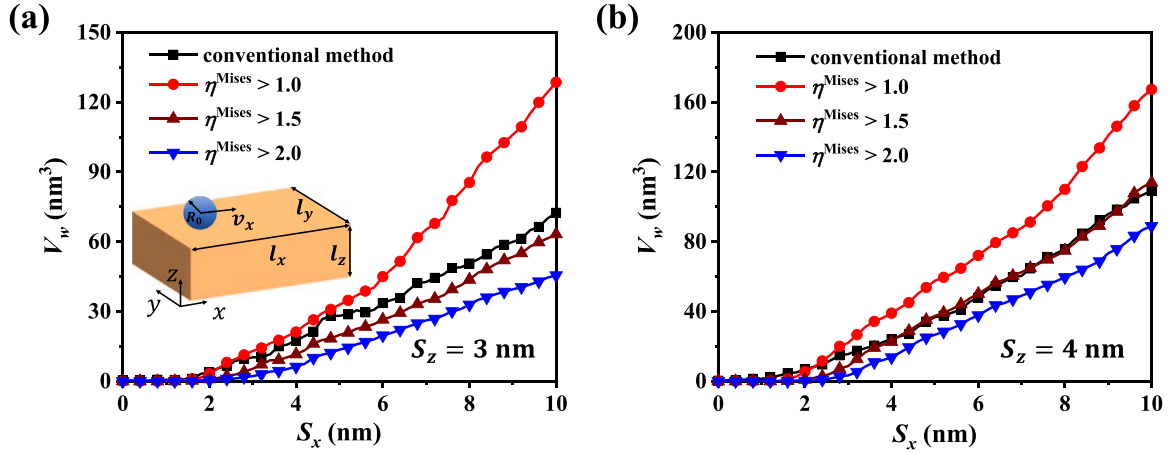 (a)
150
120
90
60
30
0
V_w (nm³)
conventional method
η^Mises > 1.0
η^Mises > 1.5
η^Mises > 2.0
R₀
v_x
l_y
l_x
l_z
z
y
x
S_z = 3 nm
0 2 4 6 8 10
S_x (nm)
(b)
200
160
120
80
40
0
V_w (nm³)
conventional method
η^Mises > 1.0
η^Mises > 1.5
η^Mises > 2.0
S_z = 4 nm
0 2 4 6 8 10
S_x (nm)